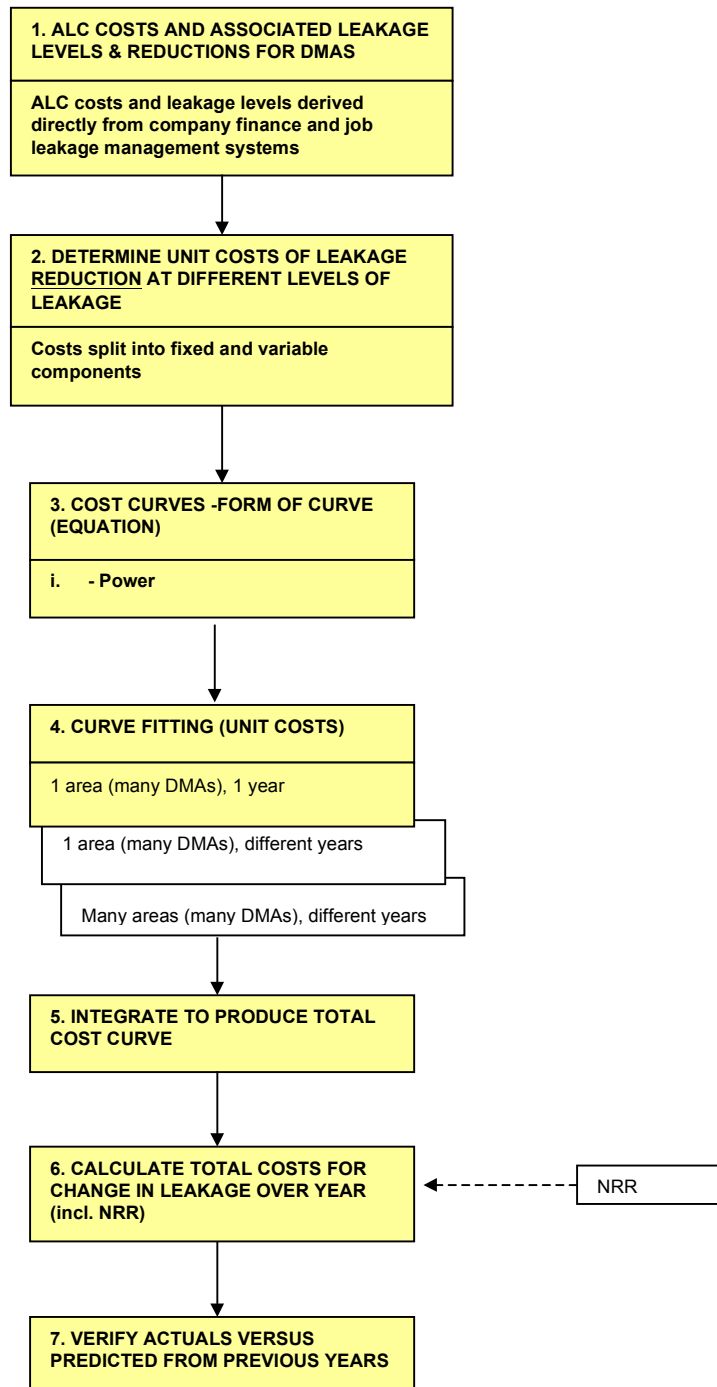 1. ALC COSTS AND ASSOCIATED LEAKAGE
LEVELS & REDUCTIONS FOR DMAS
ALC costs and leakage levels derived
directly from company finance and job
leakage management systems
2. DETERMINE UNIT COSTS OF LEAKAGE
REDUCTION AT DIFFERENT LEVELS OF
LEAKAGE
Costs split into fixed and variable
components
3. COST CURVES -FORM OF CURVE
(EQUATION)
i. - Power
4. CURVE FITTING (UNIT COSTS)
1 area (many DMAs), 1 year
1 area (many DMAs), different years
Many areas (many DMAs), different years
5. INTEGRATE TO PRODUCE TOTAL
COST CURVE
6. CALCULATE TOTAL COSTS FOR
CHANGE IN LEAKAGE OVER YEAR
(incl. NRR)
NRR
7. VERIFY ACTUALS VERSUS
PREDICTED FROM PREVIOUS YEARS